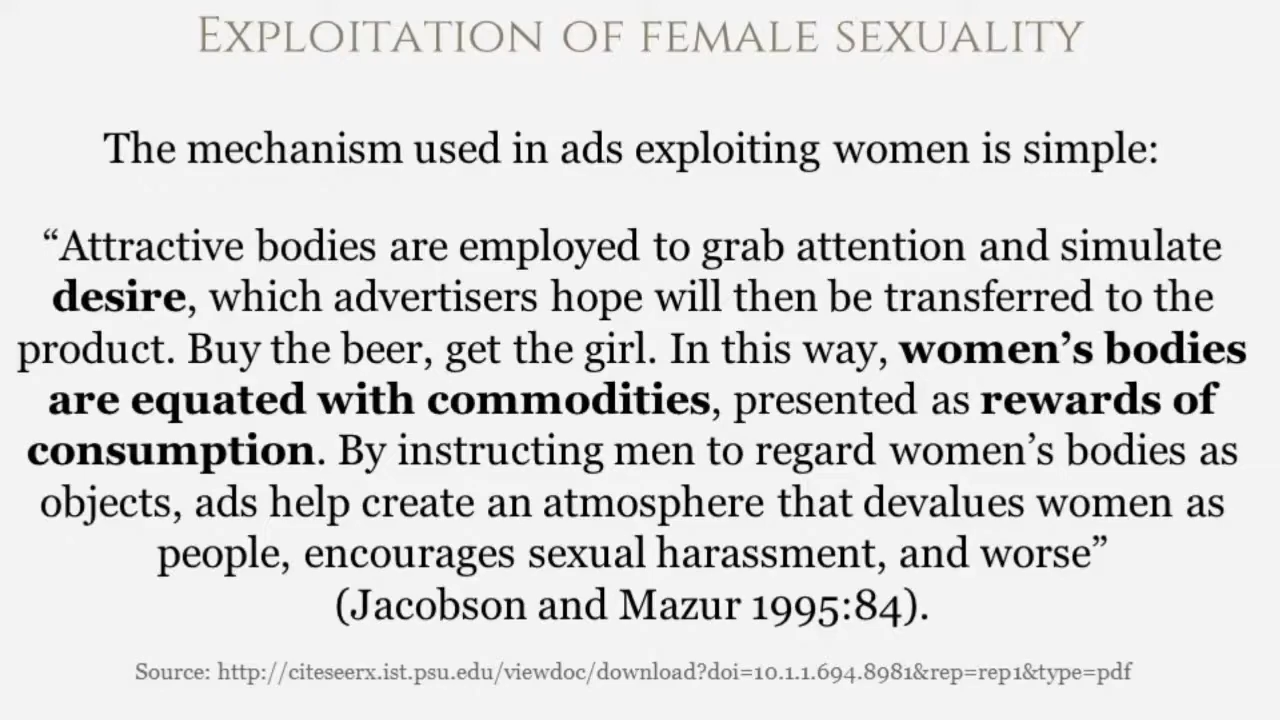 Exploitation of female sexuality
The mechanism used in ads exploiting women is simple:
“Attractive bodies are employed to grab attention and simulate
desire, which advertisers hope will then be transferred to the
product. Buy the beer, get the girl. In this way, women’s bodies
are equated with commodities, presented as rewards of
consumption. By instructing men to regard women’s bodies as
objects, ads help create an atmosphere that devalues women as
people, encourages sexual harassment, and worse”
(Jacobson and Mazur 1995:84).
Source: http://citeseerx.ist.psu.edu/viewdoc/download?doi=10.1.1.694.8981&rep=rep1&type=pdf